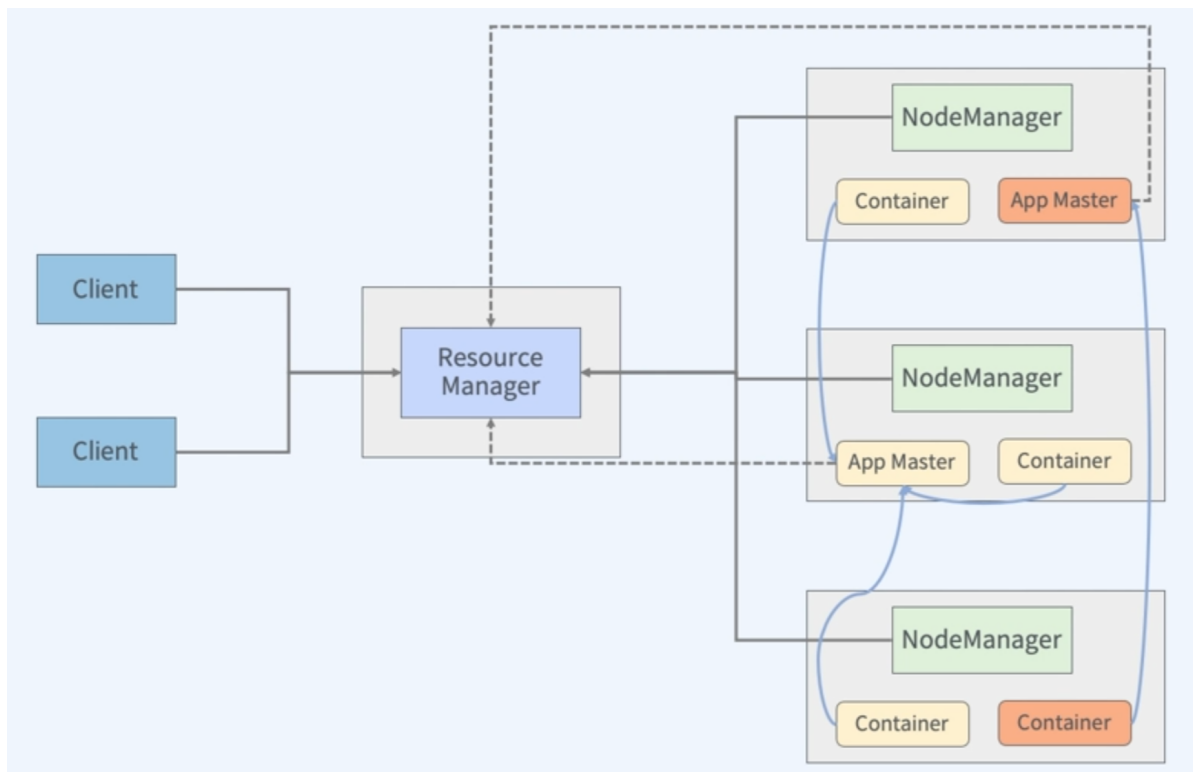 NodeManager
Container
App Master
Client
Resource
Manager
NodeManager
Client
App Master
Container
NodeManager
Container
Container